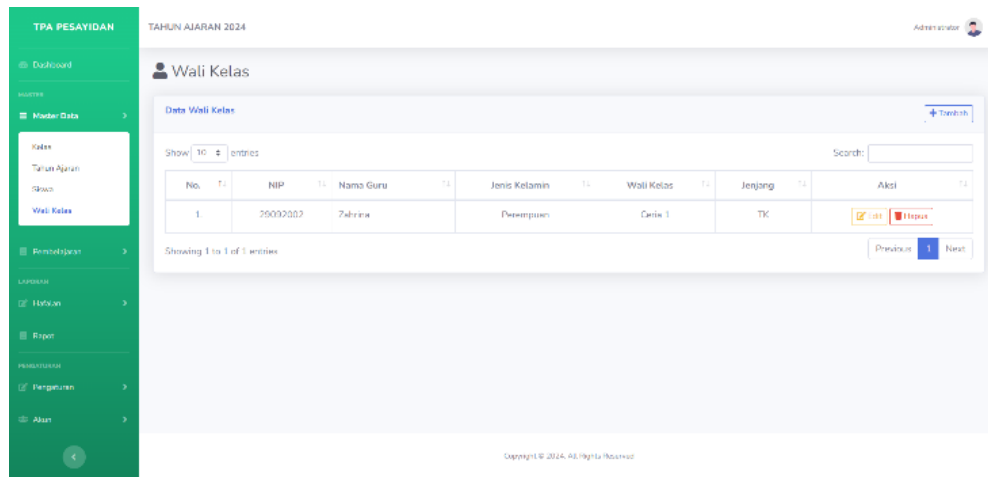 TPA PESAYIDAN
TAHUN AJARAN 2024
Administrator
Dashboard
Wali Kelas
MASTER
Master Data
Data Wali Kelas
Tambah
Kelas
Tahun Ajaran
Siswa
Wali Kelas
Show 10 entries
Search:
No. NIP Nama Guru Jenis Kelamin Wali Kelas Jenjang Aksi
1. 29092002 Zahrina Perempuan Ceria 1 TK Edit Hapus
Showing 1 to 1 of 1 entries
Previous 1 Next
Pembelajaran
LAPORAN
Hafalan
Rapot
PENGATURAN
Pengaturan
Akun
Copyright © 2024. All Rights Reserved